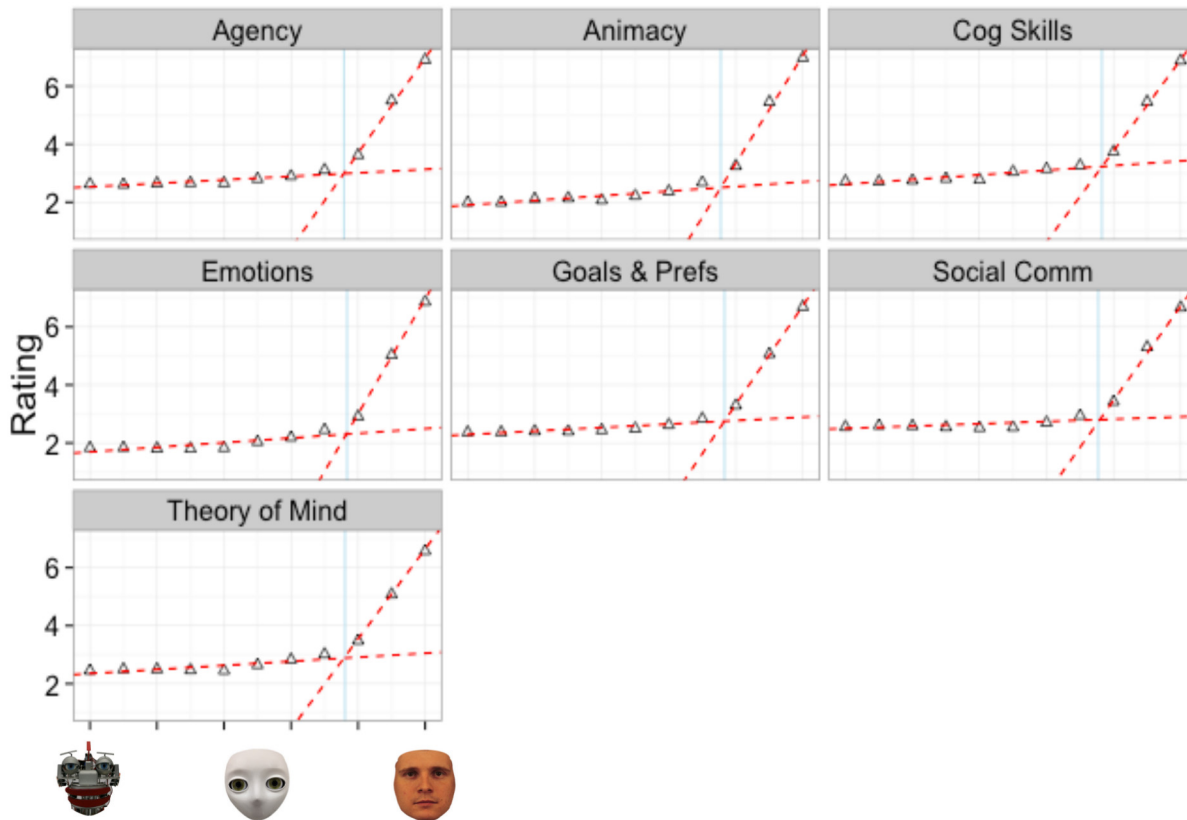 Agency
Animacy
Cog Skills
6
4
2
Emotions
Goals & Prefs
Social Comm
Rating
6
4
2
Theory of Mind
6
4
2